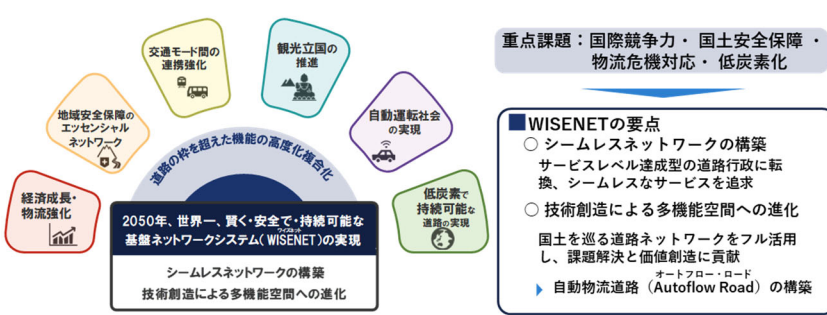 交通モード間の
連携強化
観光立国の
推進
地域安全保障の
エッセンシャル
ネットワーク
自動運転社会
の実現
経済成長・
物流強化
低炭素で
持続可能な
道路の実現
道路の枠を超えた機能の高度化複合化
2050年、世界一、賢く・安全で・持続可能な
ワイズネット
基盤ネットワークシステム(WISENET)の実現
シームレスネットワークの構築
技術創造による多機能空間への進化
重点課題：国際競争力・ 国土安全保障 ・
物流危機対応・ 低炭素化
■WISENETの要点
○ シームレスネットワークの構築
サービスレベル達成型の道路行政に転
換、シームレスなサービスを追求
○ 技術創造による多機能空間への進化
国土を巡る道路ネットワークをフル活用
し、課題解決と価値創造に貢献
オートフロー・ロード
自動物流道路（Autoflow Road）の構築